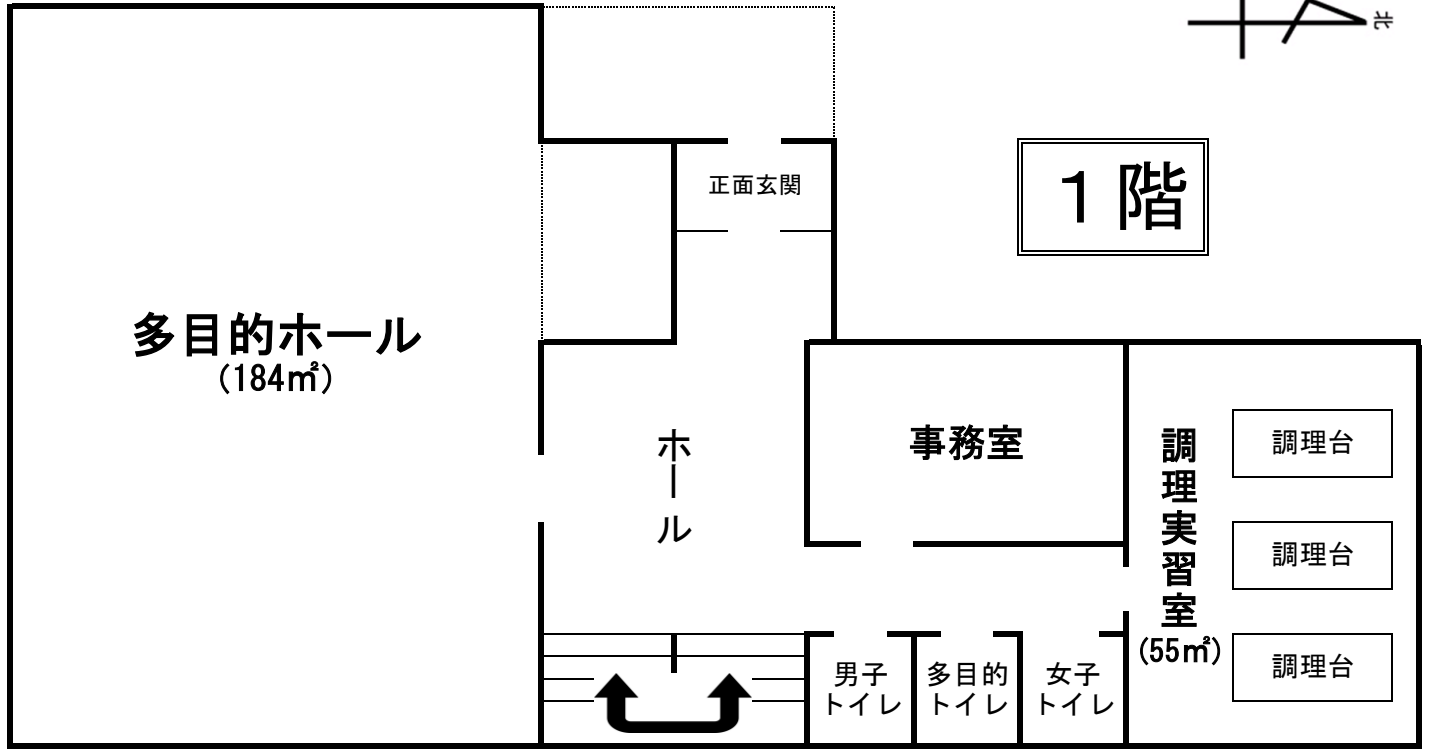 北
1階
正面玄関
多目的ホール
(184㎡)
ホール
事務室
調理実習室
(55㎡)
調理台
調理台
調理台
男子
トイレ
多目的
トイレ
女子
トイレ